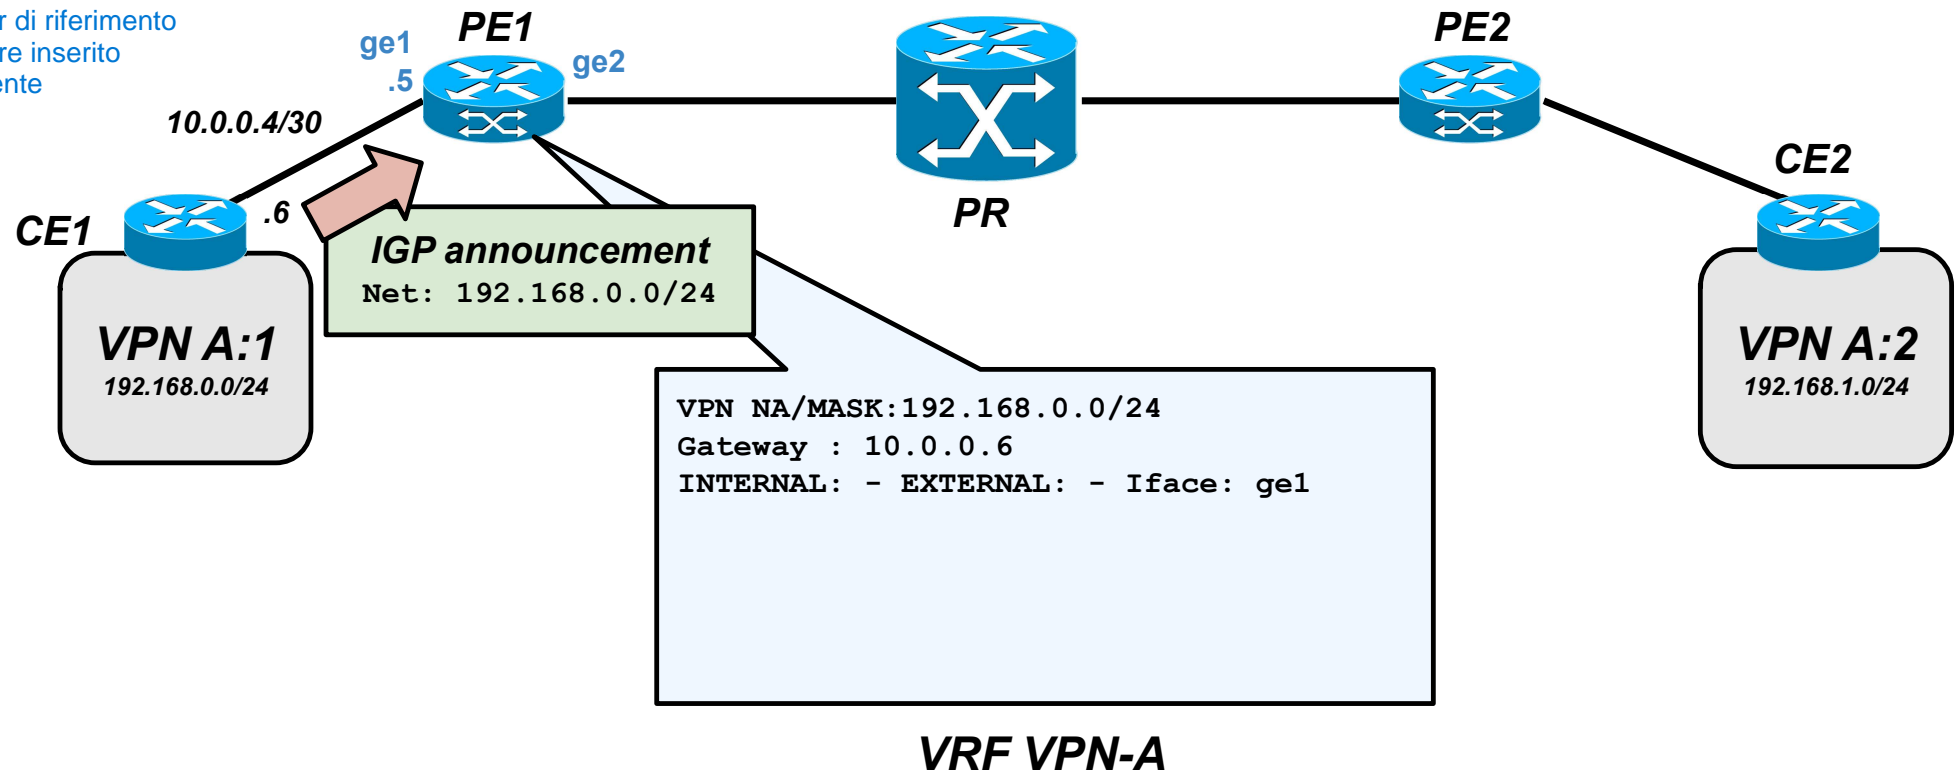 r di riferimento
re inserito
ente
PE1
ge1
.5
ge2
PE2
10.0.0.4/30
CE2
CE1
.6
PR
IGP announcement
Net: 192.168.0.0/24
VPN A:1
192.168.0.0/24
VPN A:2
192.168.1.0/24
VPN NA/MASK:192.168.0.0/24
Gateway : 10.0.0.6
INTERNAL: - EXTERNAL: - Iface: ge1
VRF VPN-A